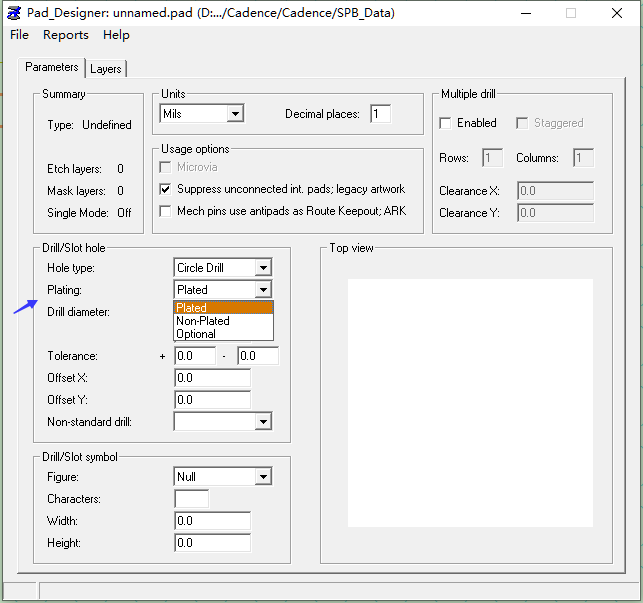 Pad_Designer: unnamed.pad (D:.../Cadence/Cadence/SPB_Data)
File Reports Help
Parameters Layers
Summary
Type: Undefined
Etch layers: 0
Mask layers: 0
Single Mode: Off
Units
Mils
Decimal places: 1
Usage options
Microvia
Suppress unconnected int. pads; legacy artwork
Mech pins use antipads as Route Keepout; ARK
Multiple drill
Enabled Staggered
Rows: 1 Columns: 1
Clearance X: 0.0
Clearance Y: 0.0
Drill/Slot hole
Hole type: Circle Drill
Plating: Plated
Plated
Non-Plated
Optional
Drill diameter:
Tolerance: + 0.0 - 0.0
Offset X: 0.0
Offset Y: 0.0
Non-standard drill:
Drill/Slot symbol
Figure: Null
Characters:
Width: 0.0
Height: 0.0
Top view